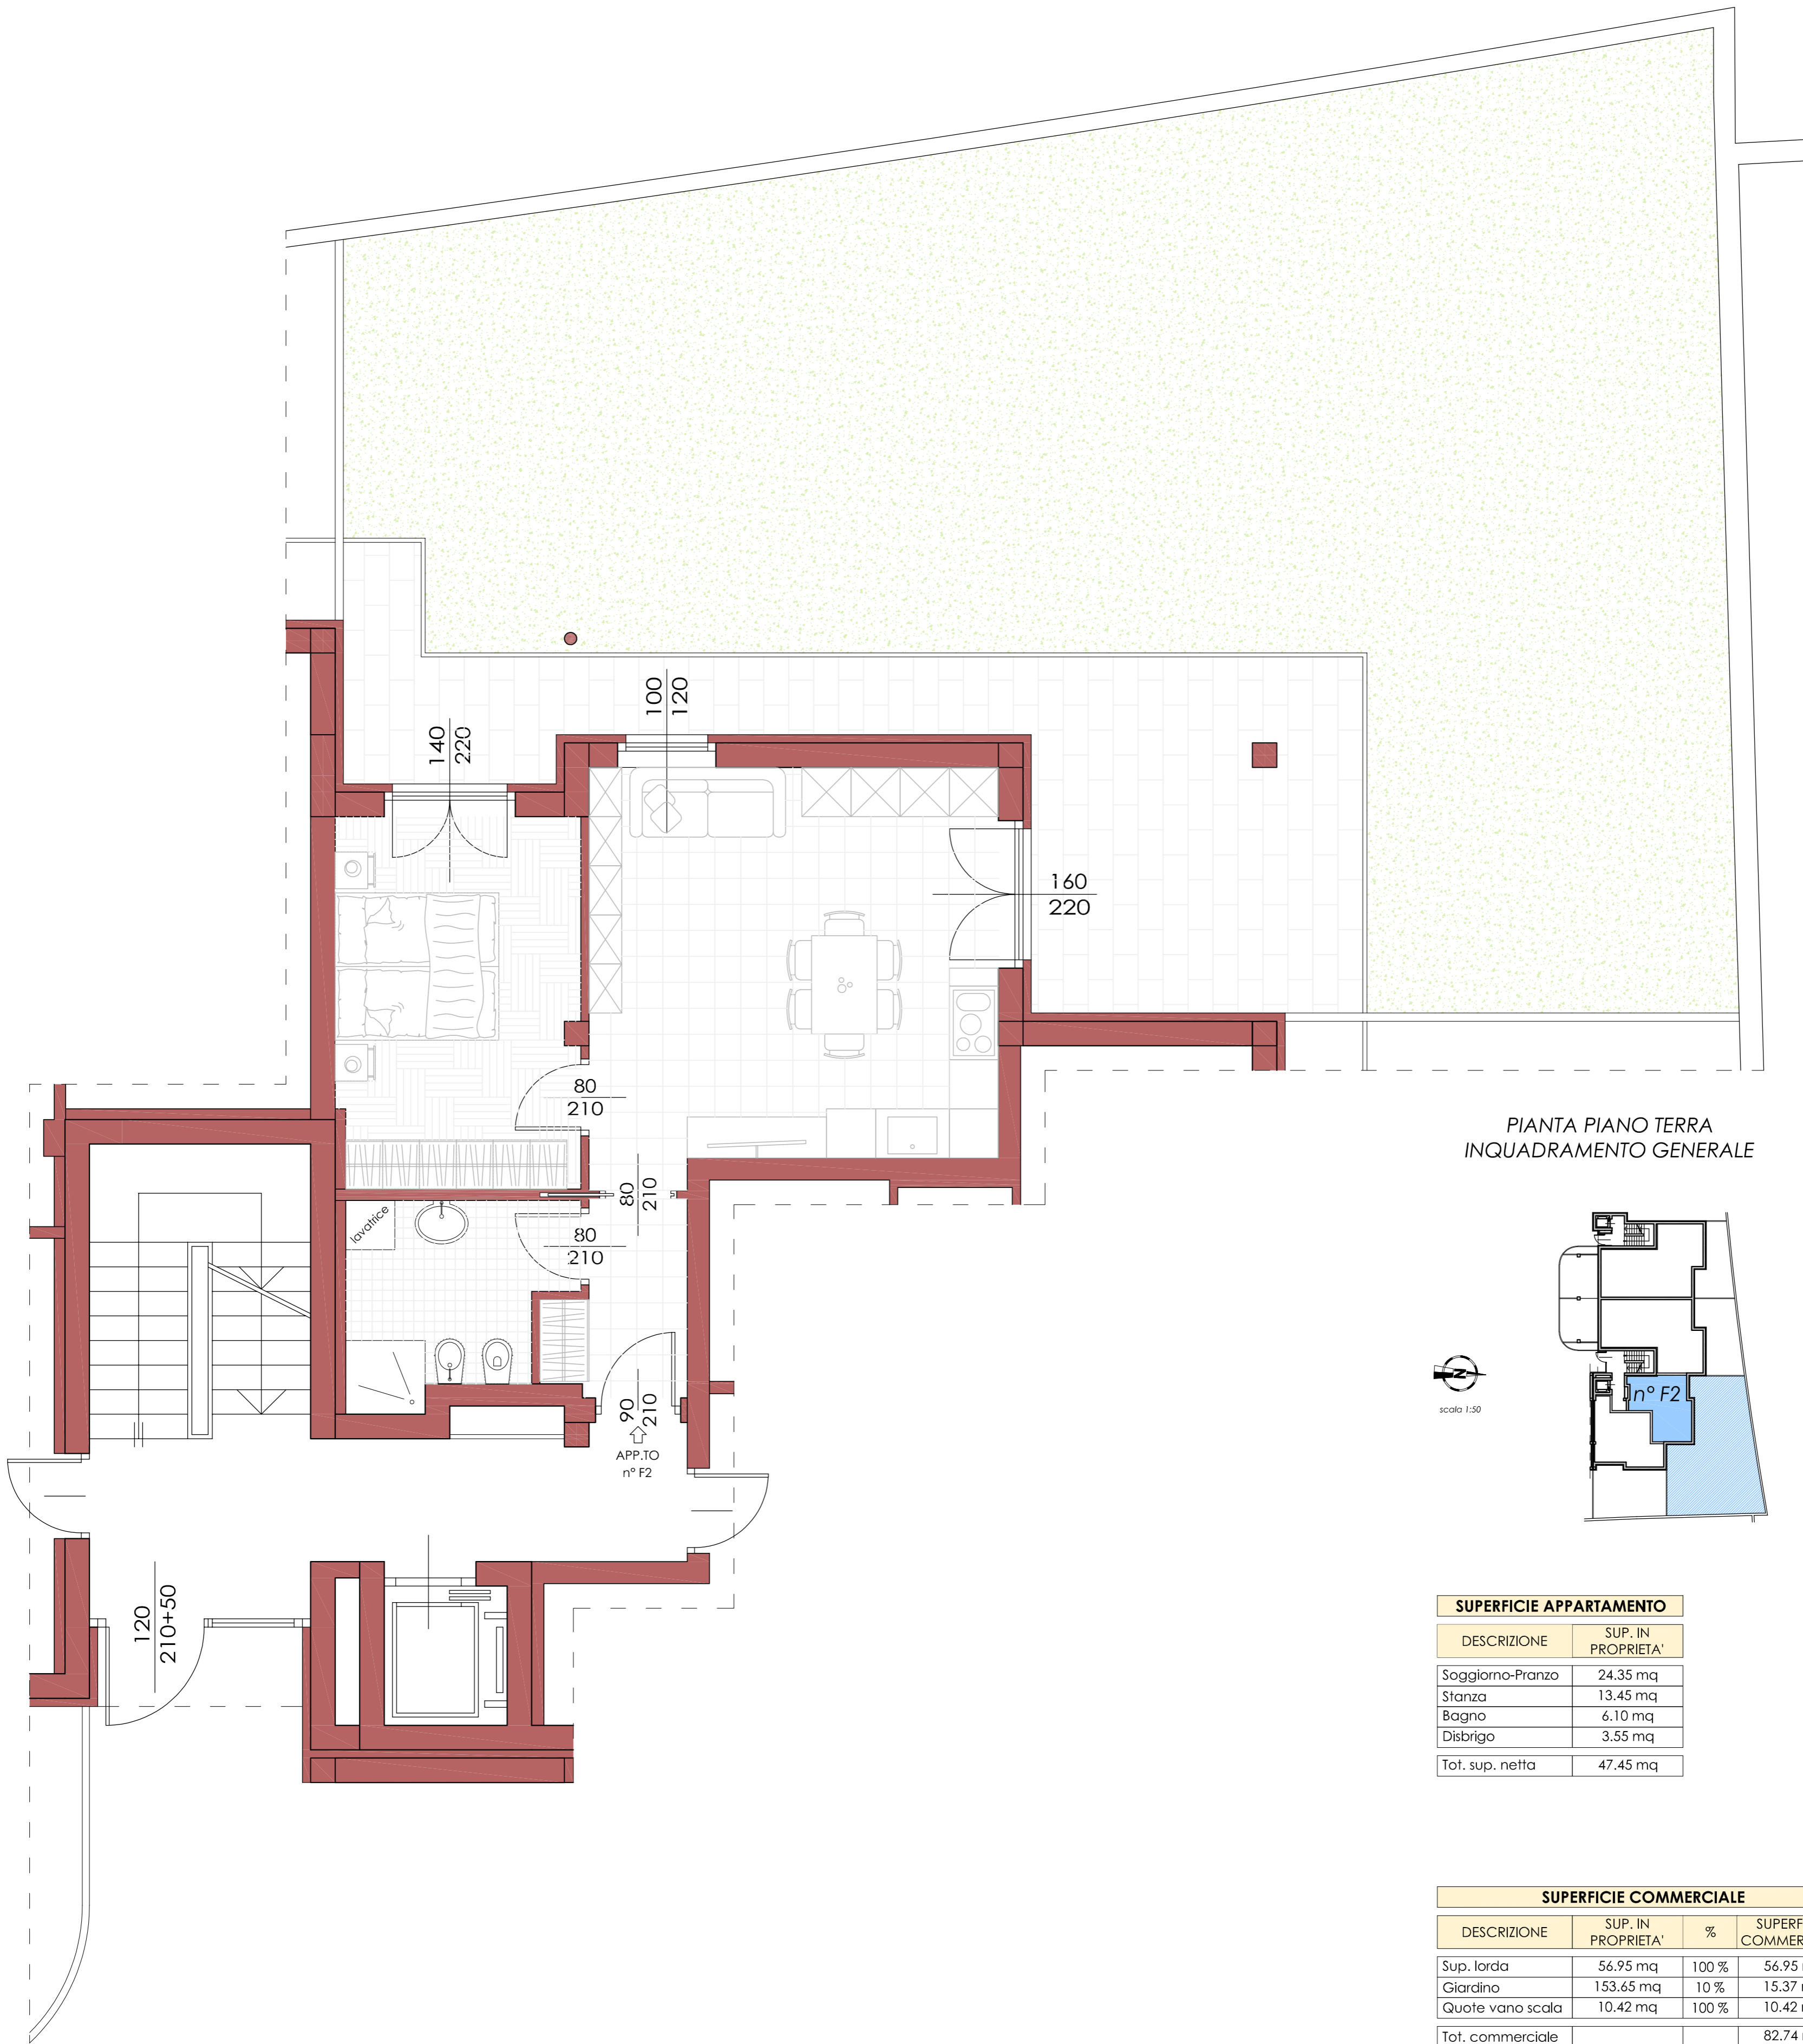 100
120
140
220
160
220
80
210
80
210
80
210
lavatrice
90
210
APP.TO
n° F2
120
210+50
PIANTA PIANO TERRA
INQUADRAMENTO GENERALE
N
scala 1:50
n° F2
SUPERFICIE APPARTAMENTO
DESCRIZIONE SUP. IN PROPRIETA'
Soggiorno-Pranzo 24.35 mq
Stanza 13.45 mq
Bagno 6.10 mq
Disbrigo 3.55 mq
Tot. sup. netta 47.45 mq
SUPERFICIE COMMERCIALE
DESCRIZIONE SUP. IN PROPRIETA' %
Sup. lorda 56.95 mq 100 % 56.95
Giardino 153.65 mq 10 % 15.37
Quote vano scala 10.42 mq 100 % 10.42
Tot. commerciale 82.74